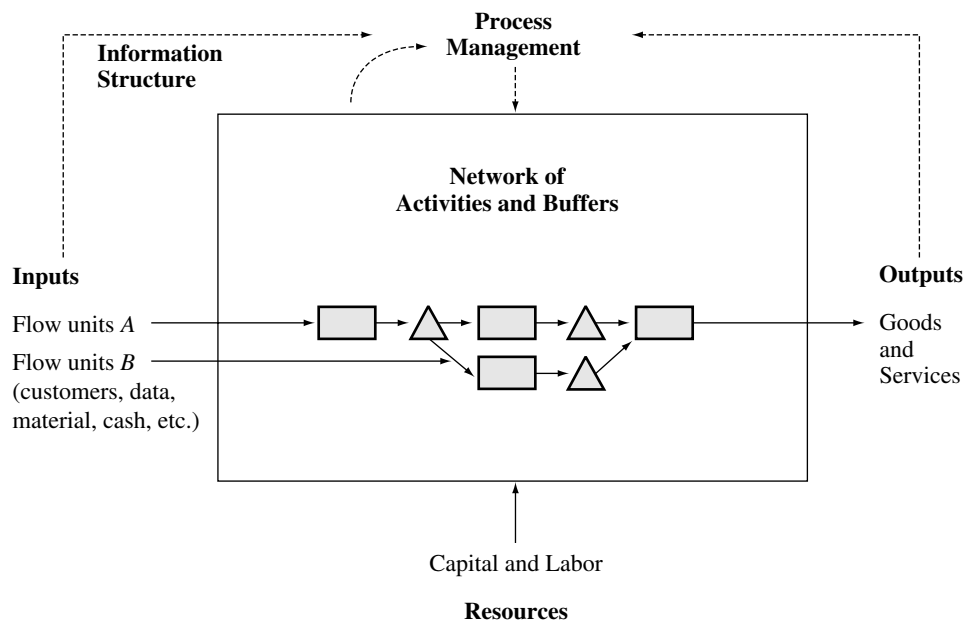 Process
Management
Information
Structure
Network of
Activities and Buffers
Inputs
Outputs
Flow units A
Flow units B
(customers, data,
material, cash, etc.)
Goods
and
Services
Capital and Labor
Resources